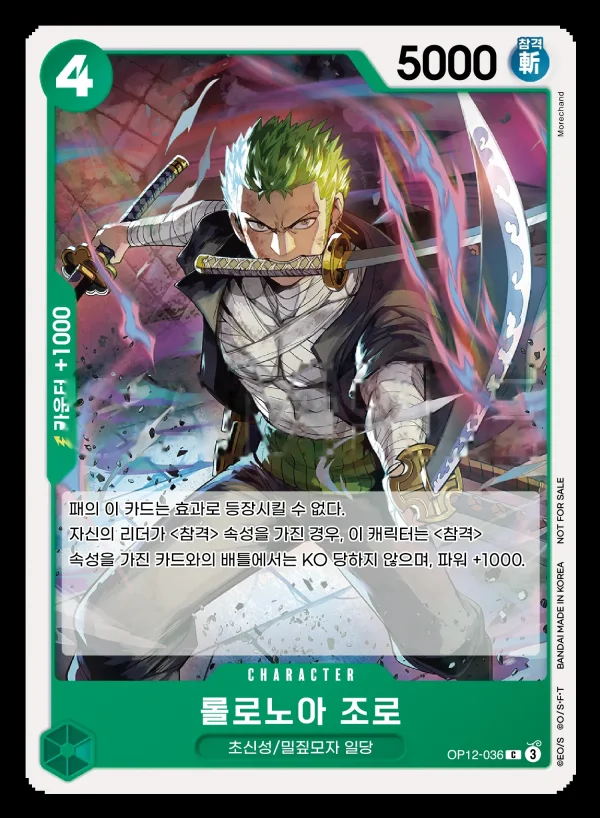 4
5000
참격
斬
Morechand
카운터 +1000
패의 이 카드는 효과로 등장시킬 수 없다.
자신의 리더가 <참격> 속성을 가진 경우, 이 캐릭터는 <참격>
속성을 가진 카드와의 배틀에서는 KO 당하지 않으며, 파워 +1000.
CHARACTER
롤로노아 조로
초신성/밀짚모자 일당
OP12-036 C 3
©EO/S ©O/S·F·T BANDAI MADE IN KOREA NOT FOR SALE